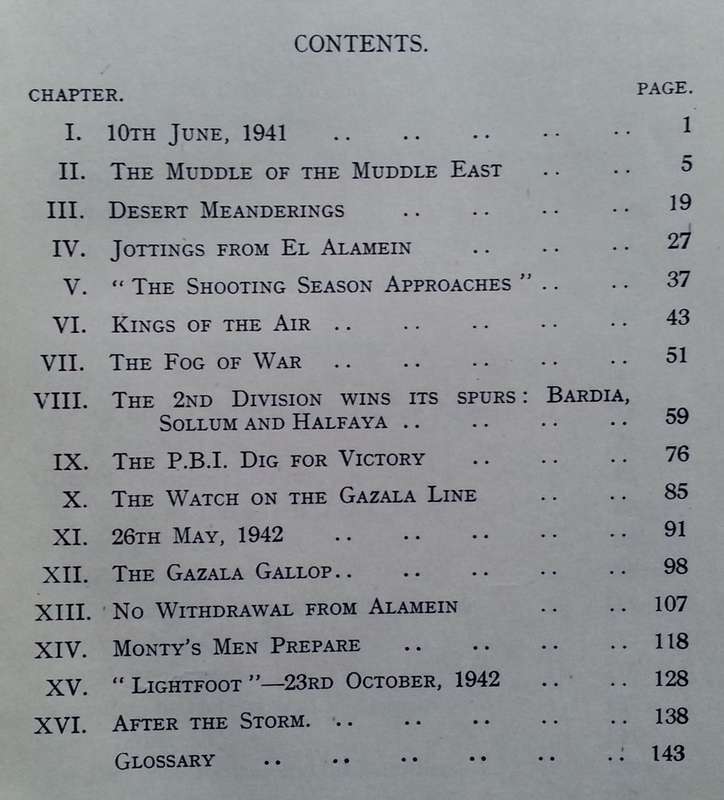 CONTENTS.
CHAPTER. PAGE.
I. 10TH JUNE, 1941 .. .. .. .. .. 1
II. THE MUDDLE OF THE MUDDLE EAST .. .. 5
III. DESERT MEANDERINGS .. .. .. .. 19
IV. JOTTINGS FROM EL ALAMEIN .. .. .. 27
V. “ THE SHOOTING SEASON APPROACHES ” .. .. 37
VI. KINGS OF THE AIR .. .. .. .. .. 43
VII. THE FOG OF WAR .. .. .. .. .. 51
VIII. THE 2ND DIVISION WINS ITS SPURS : BARDIA,
SOLLUM AND HALFAYA .. .. .. .. 59
IX. THE P.B.I. DIG FOR VICTORY .. .. .. 76
X. THE WATCH ON THE GAZALA LINE .. .. 85
XI. 26TH MAY, 1942 .. .. .. .. .. 91
XII. THE GAZALA GALLOP .. .. .. .. .. 98
XIII. NO WITHDRAWAL FROM ALAMEIN .. .. 107
XIV. MONTY'S MEN PREPARE .. .. .. .. 118
XV. “ LIGHTFOOT ”—23RD OCTOBER, 1942 .. .. 128
XVI. AFTER THE STORM. .. .. .. .. .. 138
GLOSSARY .. .. .. .. .. .. 143